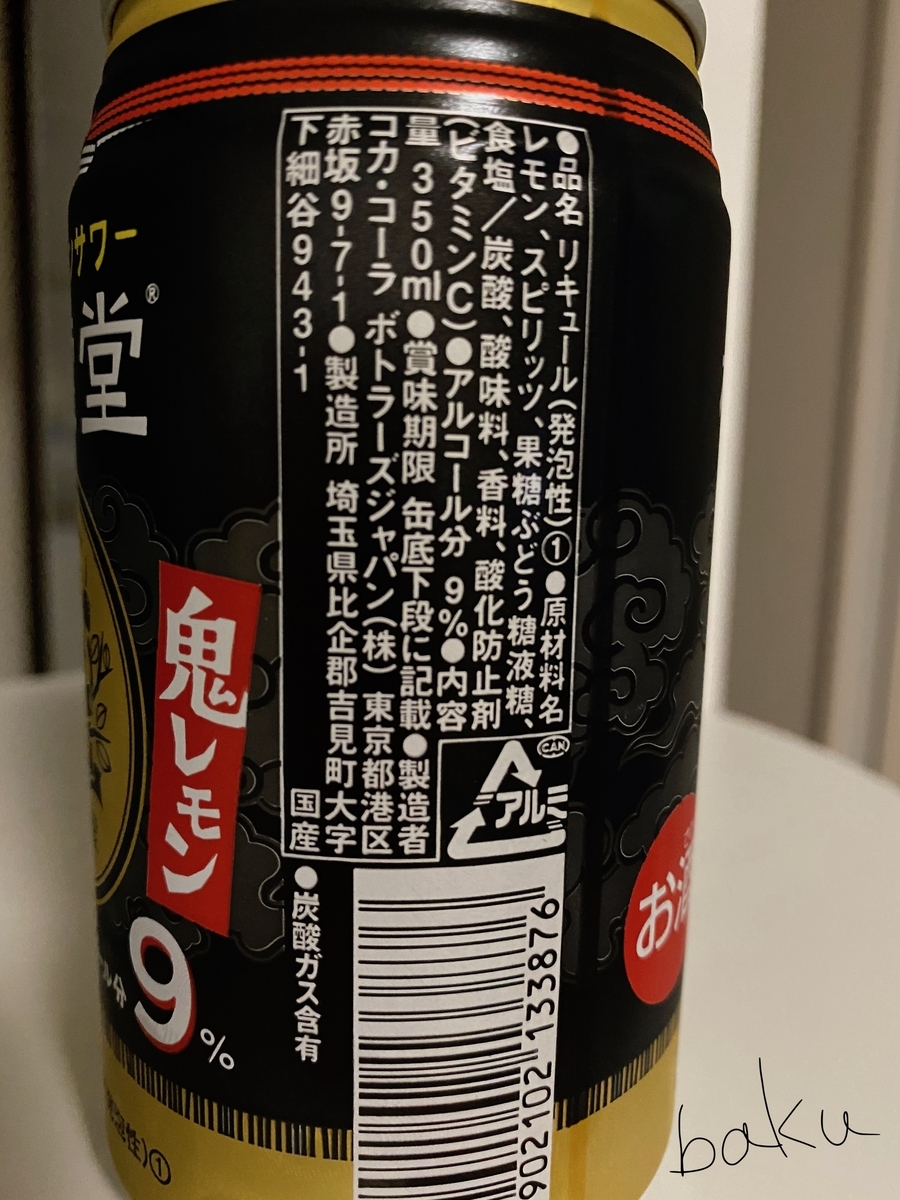 ●品名 リキュール(発泡性)①●原材料名
レモン、スピリッツ、果糖ぶどう糖液糖、
食塩/炭酸、酸味料、香料、酸化防止剤
(ビタミンC)●アルコール分 9%●内容
量 350ml●賞味期限 缶底下段に記載●製造者
コカ・コーラ ボトラーズジャパン(株) 東京都港区
赤坂9-7-1●製造所 埼玉県比企郡吉見町大字
下細谷943-1
国産
CAN
アルミ
●炭酸ガス含有
902102 133876
サワー
堂®
鬼レモン
ル分
9%
性)①
お酒
baku